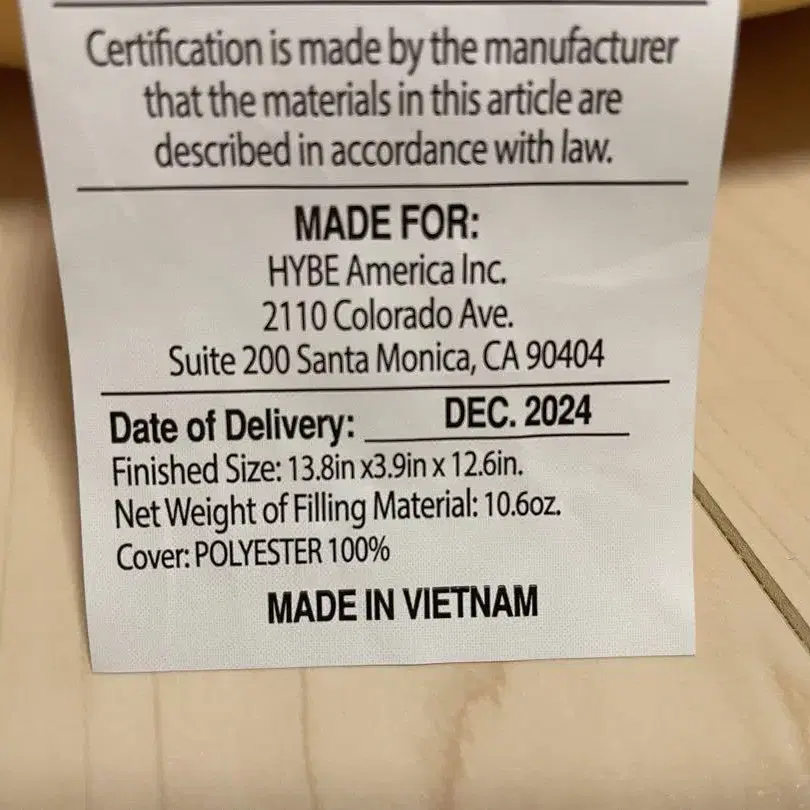 Certification is made by the manufacturer
that the materials in this article are
described in accordance with law.
MADE FOR:
HYBE America Inc.
2110 Colorado Ave.
Suite 200 Santa Monica, CA 90404
Date of Delivery: DEC. 2024
Finished Size: 13.8in x3.9in x 12.6in.
Net Weight of Filling Material: 10.6oz.
Cover: POLYESTER 100%
MADE IN VIETNAM